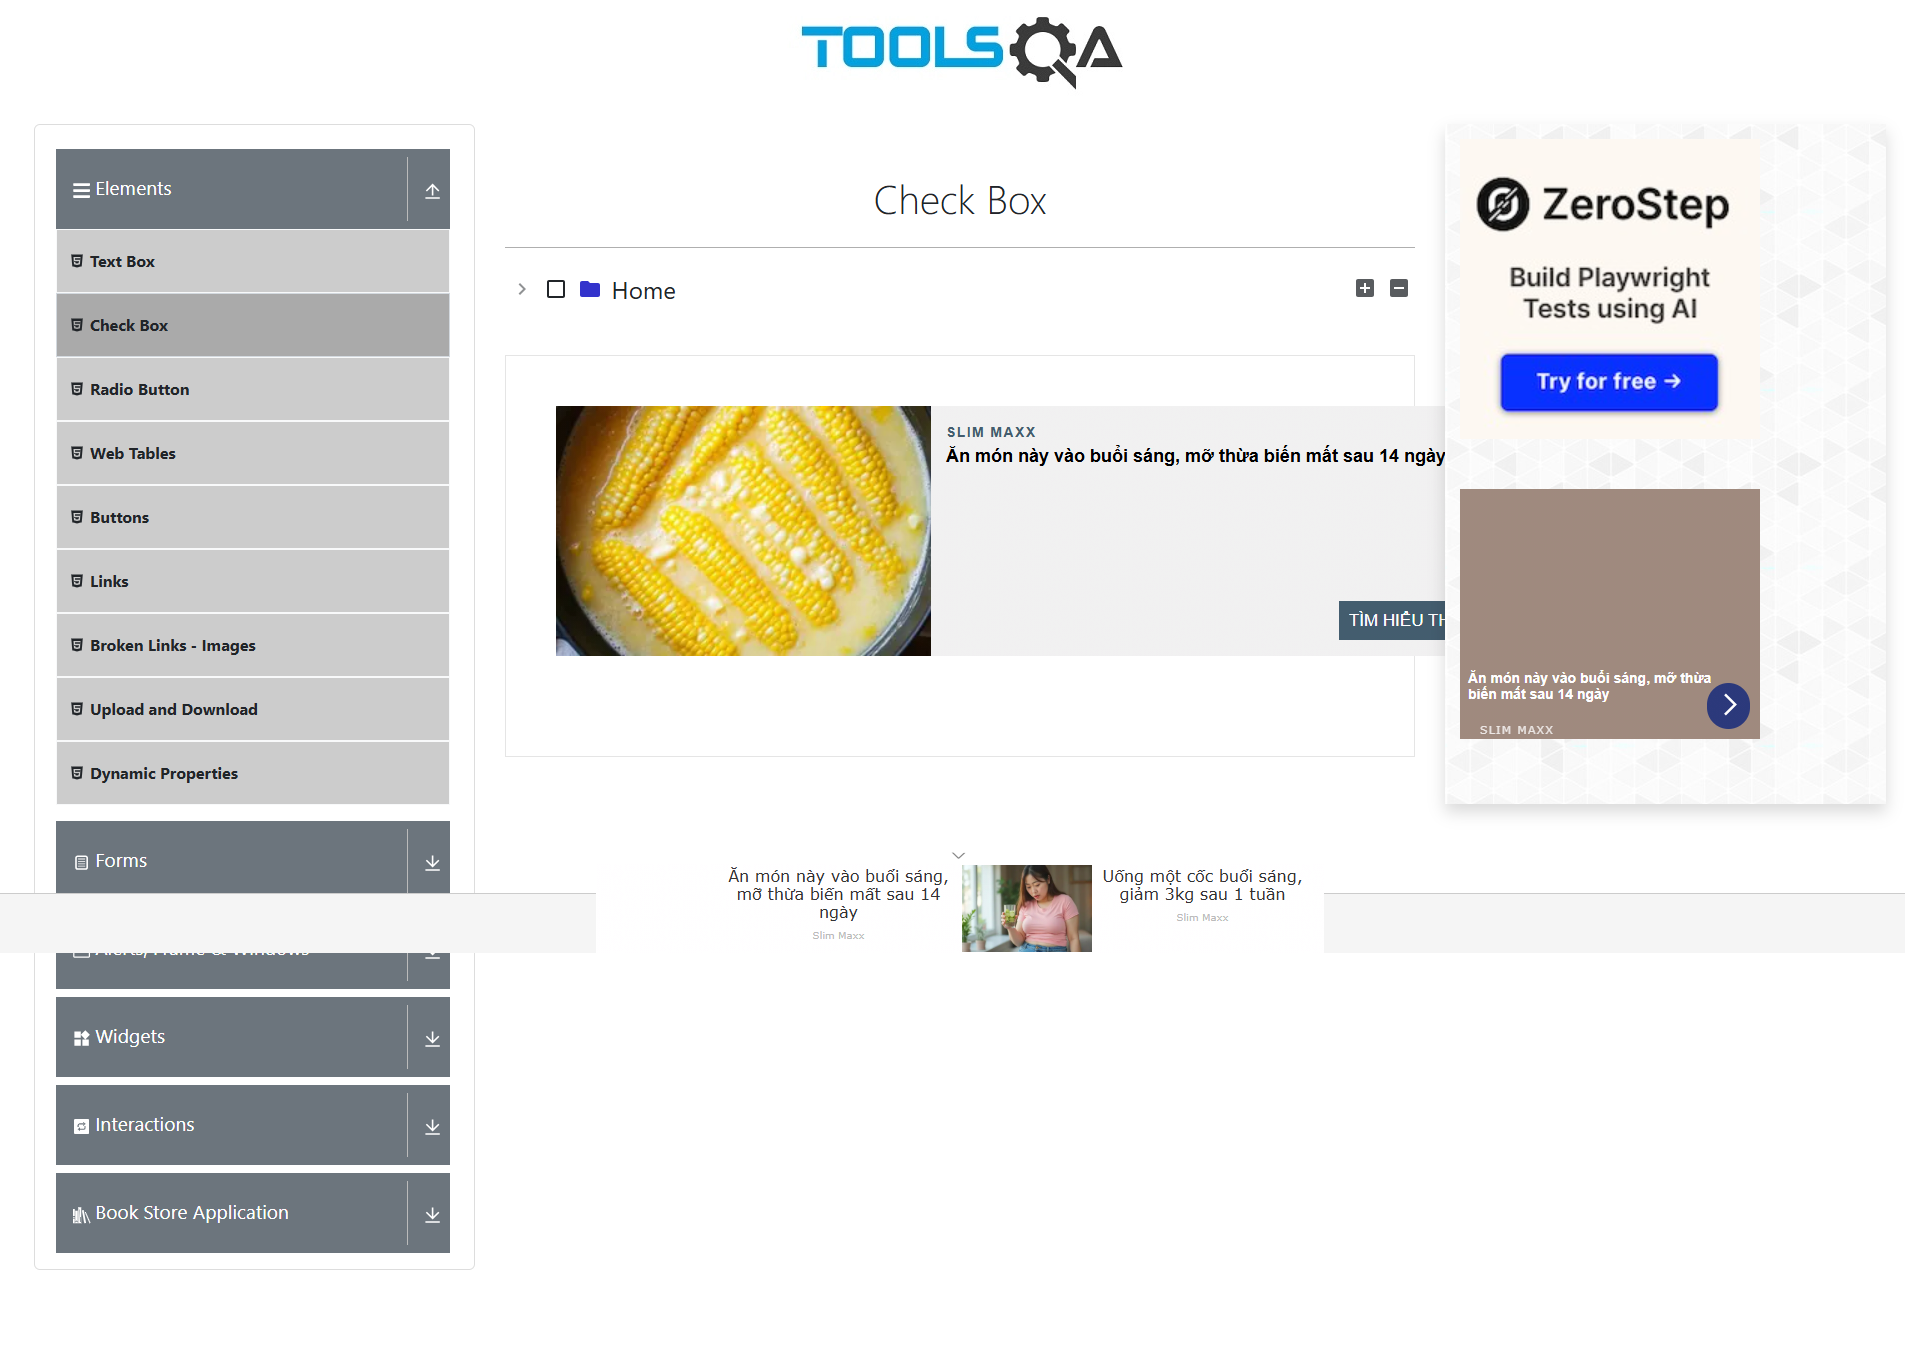 TOOLSQA
Elements
Text Box
Check Box
Radio Button
Web Tables
Buttons
Links
Broken Links - Images
Upload and Download
Dynamic Properties
Forms
Alerts, Frame & Windows
Widgets
Interactions
Book Store Application
Check Box
Home
SLIM MAXX
Ăn món này vào buổi sáng, mỡ thừa biến mất sau 14 ngày
TÌM HIỂU TH
ZeroStep
Build Playwright
Tests using AI
Try for free →
Ăn món này vào buổi sáng, mỡ thừa
biến mất sau 14 ngày
SLIM MAXX
Ăn món này vào buổi sáng,
mỡ thừa biến mất sau 14
ngày
Slim Maxx
Uống một cốc buổi sáng,
giảm 3kg sau 1 tuần
Slim Maxx